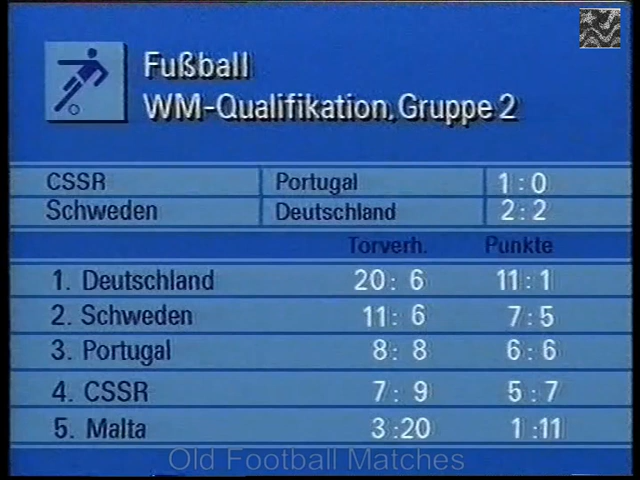 Fußball
WM-Qualifikation, Gruppe 2
CSSR Portugal 1:0
Schweden Deutschland 2:2
Torverh. Punkte
1. Deutschland 20: 6 11:1
2. Schweden 11: 6 7:5
3. Portugal 8: 8 6:6
4. CSSR 7: 9 5:7
5. Malta 3:20 1:11
Old Football Matches